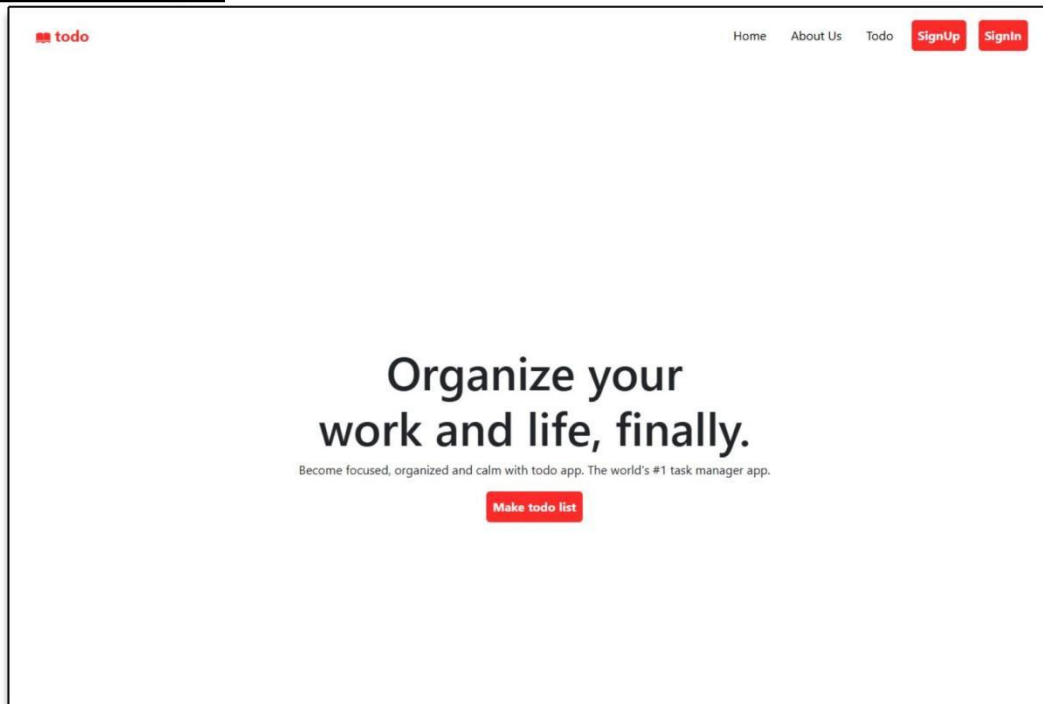 todo
Home About Us Todo SignUp SignIn
Organize your
work and life, finally.
Become focused, organized and calm with todo app. The world's #1 task manager app.
Make todo list